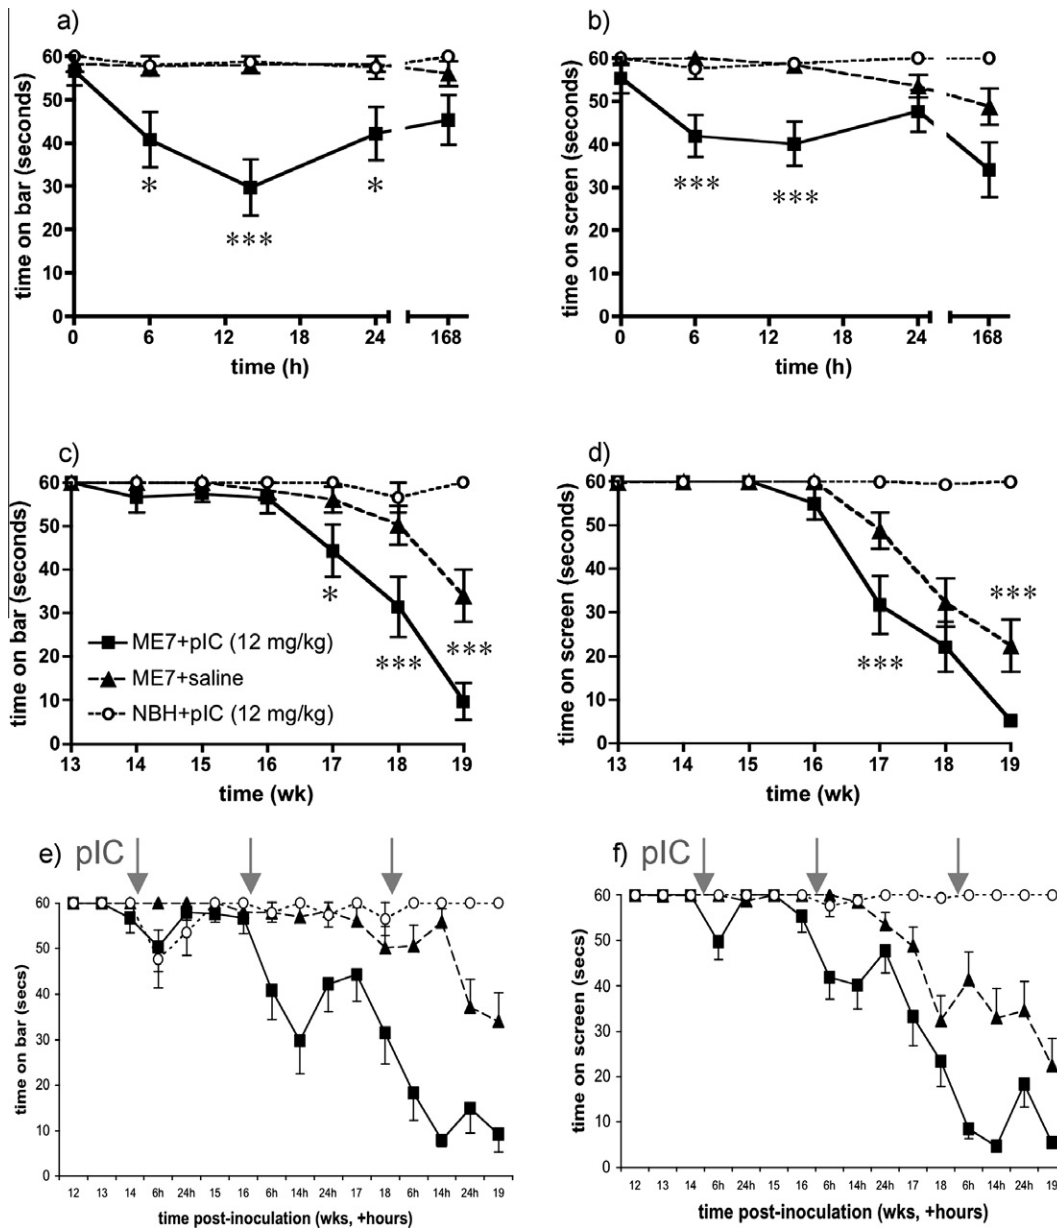 a)
time on bar (seconds)
60
50
40
30
20
10
0
*
***
*
0 6 12 18 24 168
time (h)
b)
time on screen (seconds)
60
50
40
30
20
10
0
***
***
0 6 12 18 24 168
time (h)
c)
time on bar (seconds)
60
50
40
30
20
10
0
*
***
***
ME7+pIC (12 mg/kg)
ME7+saline
NBH+pIC (12 mg/kg)
13 14 15 16 17 18 19
time (wk)
d)
time on screen (seconds)
60
50
40
30
20
10
0
***
***
13 14 15 16 17 18 19
time (wk)
e) pIC
time on bar (secs)
60
50
40
30
20
10
0
12 13 14 6h 24h 15 16 6h 14h 24h 17 18 6h 14h 24h 19
time post-inoculation (wks, +hours)
f) pIC
time on screen (secs)
60
50
40
30
20
10
0
12 13 14 6h 24h 15 16 6h 14h 24h 17 18 6h 14h 24h 19
time post-inoculation (wks, +hours)